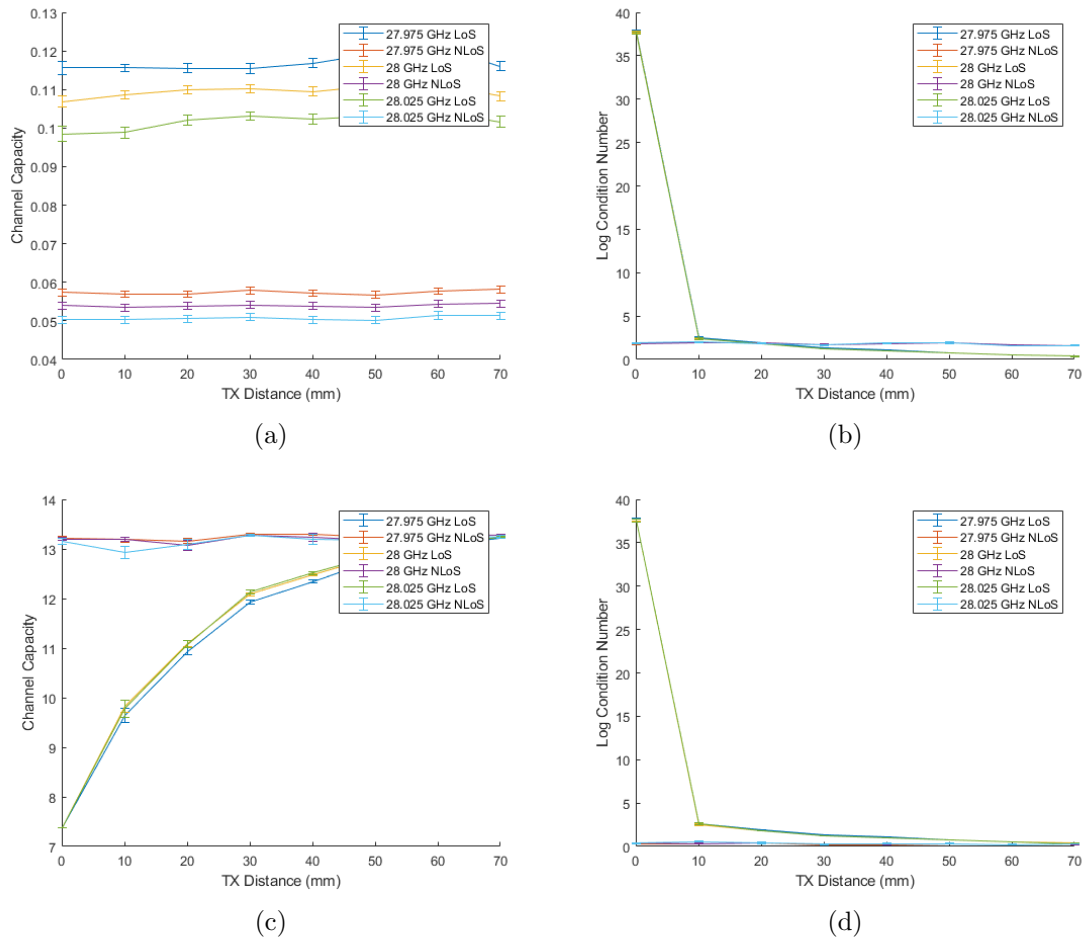 0.13
0.12
0.11
0.1
0.09
0.08
0.07
0.06
0.05
0.04
Channel Capacity
0 10 20 30 40 50 60 70
TX Distance (mm)
27.975 GHz LoS
27.975 GHz NLoS
28 GHz LoS
28 GHz NLoS
28.025 GHz LoS
28.025 GHz NLoS
(a)
40
35
30
25
20
15
10
5
0
Log Condition Number
0 10 20 30 40 50 60 70
TX Distance (mm)
27.975 GHz LoS
27.975 GHz NLoS
28 GHz LoS
28 GHz NLoS
28.025 GHz LoS
28.025 GHz NLoS
(b)
14
13
12
11
10
9
8
7
Channel Capacity
0 10 20 30 40 50 60 70
TX Distance (mm)
27.975 GHz LoS
27.975 GHz NLoS
28 GHz LoS
28 GHz NLoS
28.025 GHz LoS
28.025 GHz NLoS
(c)
40
35
30
25
20
15
10
5
0
Log Condition Number
0 10 20 30 40 50 60 70
TX Distance (mm)
27.975 GHz LoS
27.975 GHz NLoS
28 GHz LoS
28 GHz NLoS
28.025 GHz LoS
28.025 GHz NLoS
(d)